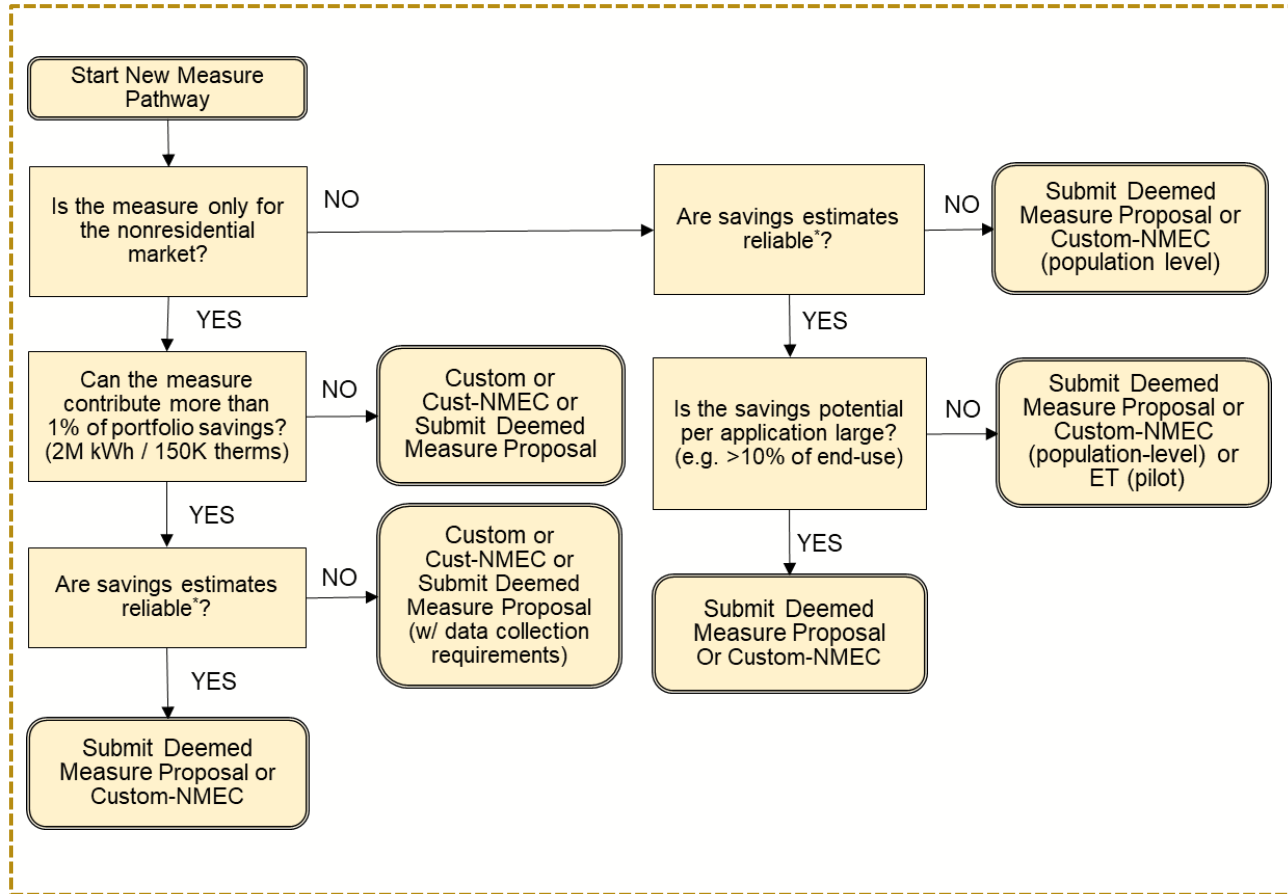 Start New Measure
Pathway
Is the measure only for
the nonresidential
market?
NO
Are savings estimates
reliable*?
NO
Submit Deemed
Measure Proposal or
Custom-NMEC
(population level)
YES
YES
Can the measure
contribute more than
1% of portfolio savings?
(2M kWh / 150K therms)
NO
Custom or
Cust-NMEC or
Submit Deemed
Measure Proposal
Is the savings potential
per application large?
(e.g. >10% of end-use)
NO
Submit Deemed
Measure Proposal or
Custom-NMEC
(population-level) or
ET (pilot)
YES
YES
Are savings estimates
reliable*?
NO
Custom or
Cust-NMEC or
Submit Deemed
Measure Proposal
(w/ data collection
requirements)
Submit Deemed
Measure Proposal
Or Custom-NMEC
YES
Submit Deemed
Measure Proposal or
Custom-NMEC